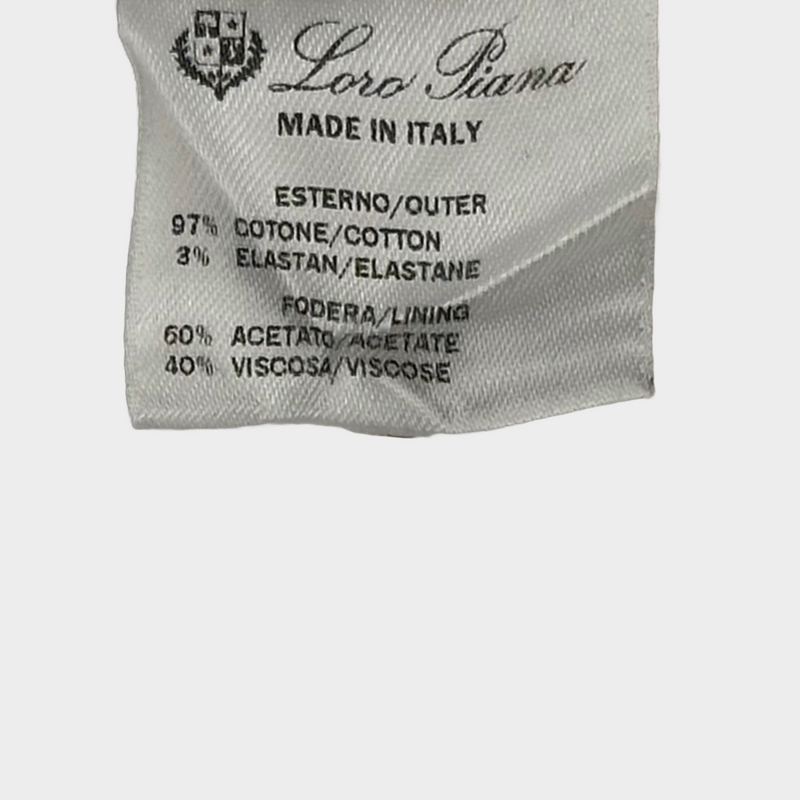 Loro Piana
MADE IN ITALY
ESTERNO/OUTER
97% COTONE/COTTON
3% ELASTAN/ELASTANE
FODERA/LINING
60% ACETATO/ACETATE
40% VISCOSA/VISCOSE